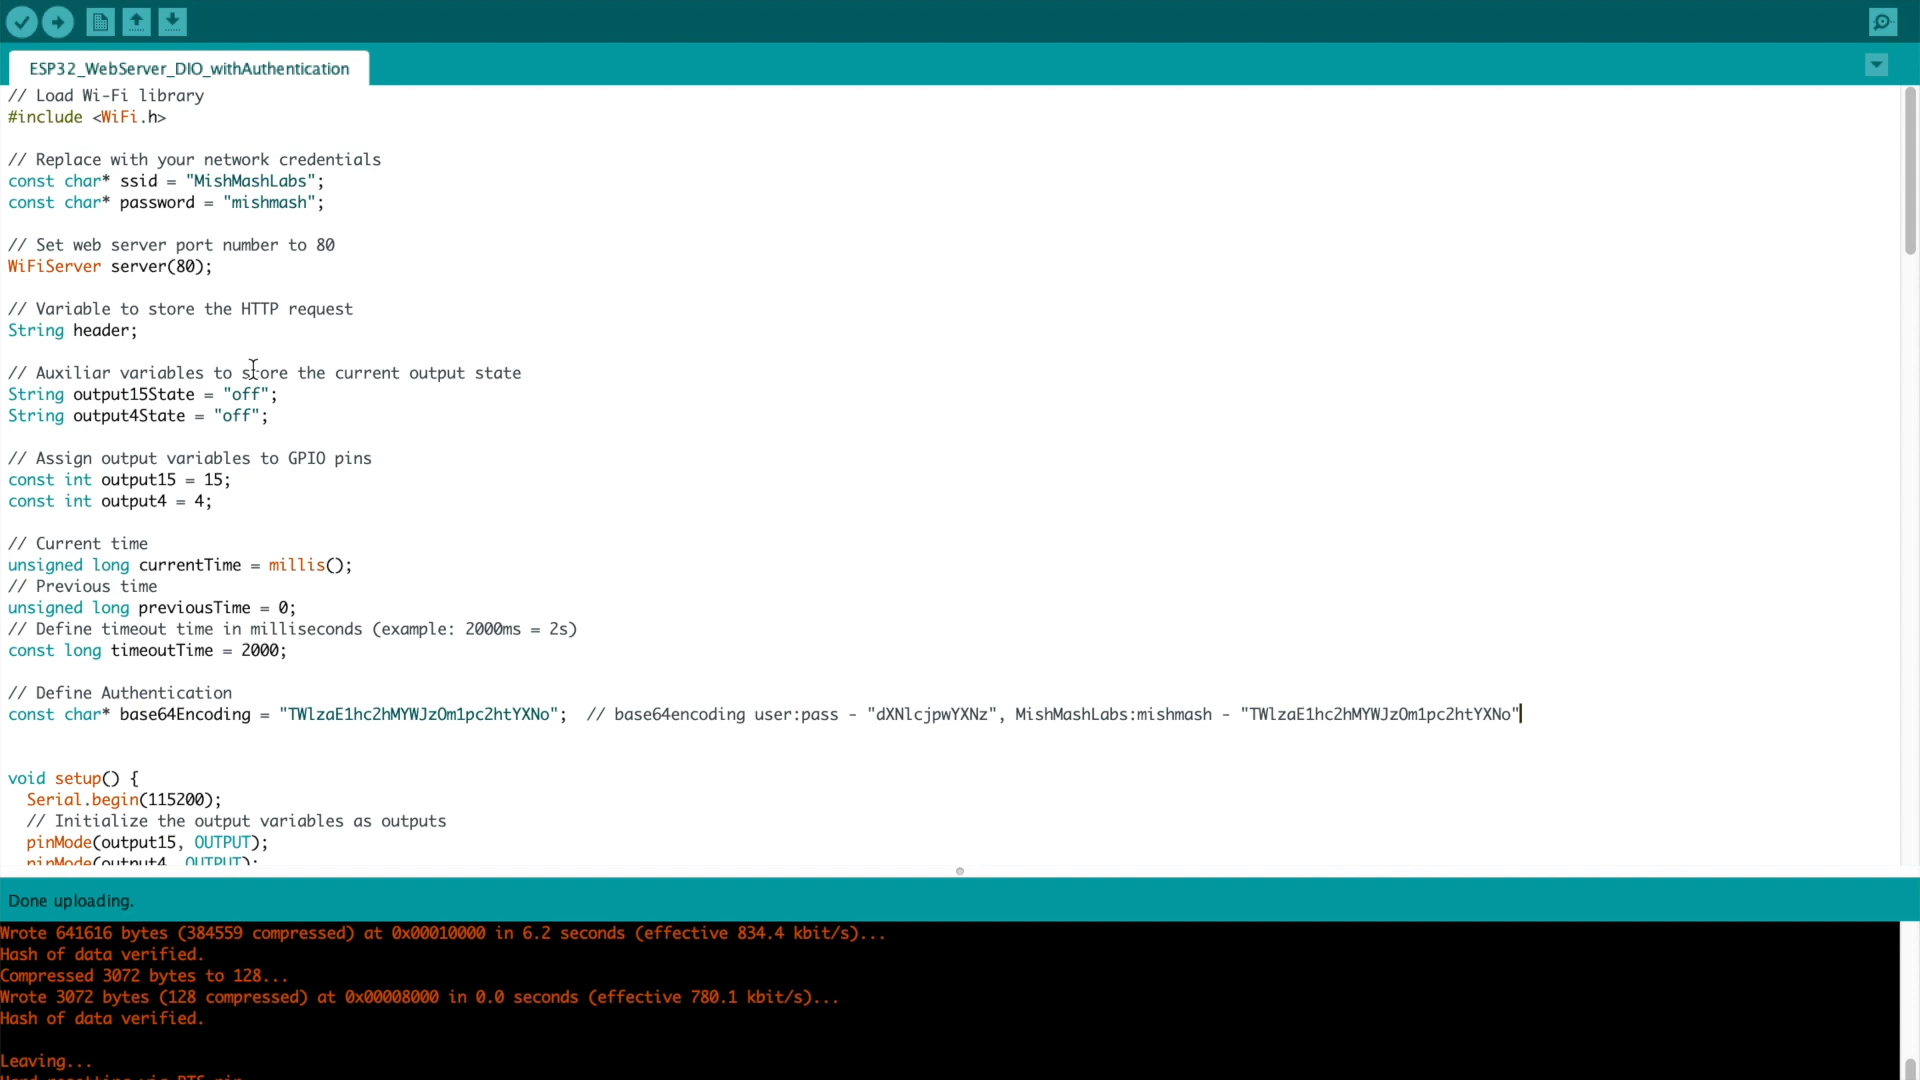 ESP32_WebServer_DIO_withAuthentication
// Load Wi-Fi library
#include <WiFi.h>
// Replace with your network credentials
const char* ssid = "MishMashLabs";
const char* password = "mishmash";
// Set web server port number to 80
WiFiServer server(80);
// Variable to store the HTTP request
String header;
// Auxiliar variables to store the current output state
String output15State = "off";
String output4State = "off";
// Assign output variables to GPIO pins
const int output15 = 15;
const int output4 = 4;
// Current time
unsigned long currentTime = millis();
// Previous time
unsigned long previousTime = 0;
// Define timeout time in milliseconds (example: 2000ms = 2s)
const long timeoutTime = 2000;
// Define Authentication
const char* base64Encoding = "TWlzaE1hc2hMYWJzOm1pc2htYXNo";  // base64encoding user:pass - "dXNlcjpwYXNz", MishMashLabs:mishmash - "TWlzaE1hc2hMYWJzOm1pc2htYXNo"
void setup() {
Serial.begin(115200);
// Initialize the output variables as outputs
pinMode(output15, OUTPUT);
pinMode(output4, OUTPUT);
Done uploading.
Wrote 641616 bytes (384559 compressed) at 0x00010000 in 6.2 seconds (effective 834.4 kbit/s)...
Hash of data verified.
Compressed 3072 bytes to 128...
Wrote 3072 bytes (128 compressed) at 0x00008000 in 0.0 seconds (effective 780.1 kbit/s)...
Hash of data verified.
Leaving...
Hard resetting via RTS pin...